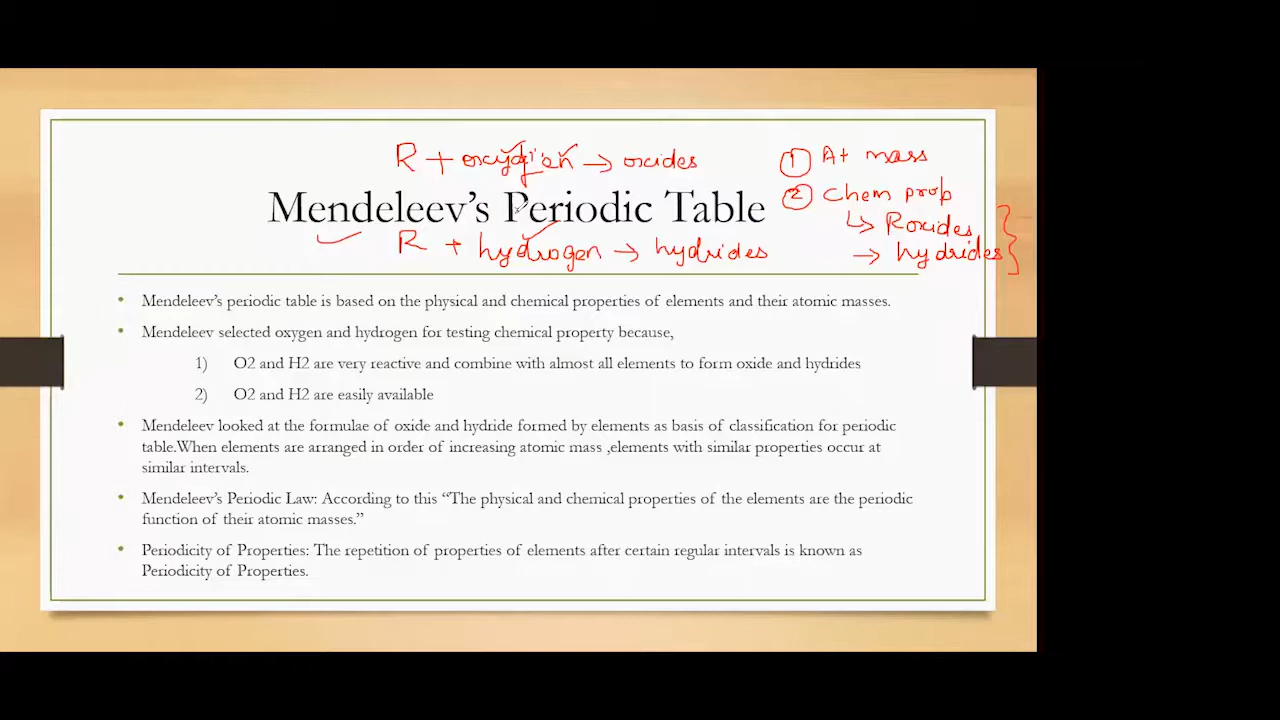 R + oxygen → oxides
① At mass
② Chem prop
↳ R oxides
→ hydrides
Mendeleev's Periodic Table
R + hydrogen → hydrides
• Mendeleev's periodic table is based on the physical and chemical properties of elements and their atomic masses.
• Mendeleev selected oxygen and hydrogen for testing chemical property because,
1) O2 and H2 are very reactive and combine with almost all elements to form oxide and hydrides
2) O2 and H2 are easily available
• Mendeleev looked at the formulae of oxide and hydride formed by elements as basis of classification for periodic
table.When elements are arranged in order of increasing atomic mass ,elements with similar properties occur at
similar intervals.
• Mendeleev's Periodic Law: According to this “The physical and chemical properties of the elements are the periodic
function of their atomic masses.”
• Periodicity of Properties: The repetition of properties of elements after certain regular intervals is known as
Periodicity of Properties.